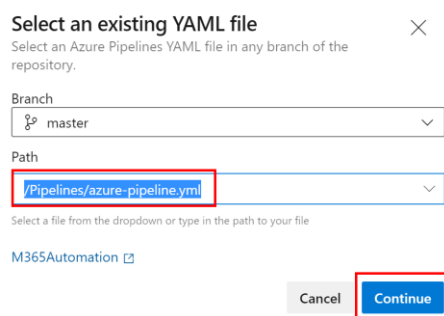 Select an existing YAML file
Select an Azure Pipelines YAML file in any branch of the
repository.
Branch
master
Path
/Pipelines/azure-pipeline.yml
Select a file from the dropdown or type in the path to your file
M365Automation
Cancel
Continue